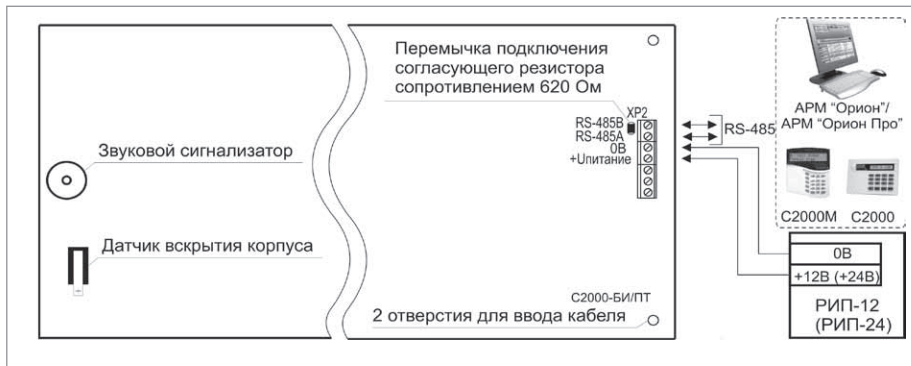 Перемычка подключения
согласующего резистора
сопротивлением 620 Ом
XP2
RS-485B
RS-485A
0В
+Uпитание
RS-485
АРМ “Орион”/
АРМ “Орион Про”
С2000М С2000
Звуковой сигнализатор
Датчик вскрытия корпуса
С2000-БИ/ПТ
2 отверстия для ввода кабеля
0В
+12В (+24В)
РИП-12
(РИП-24)